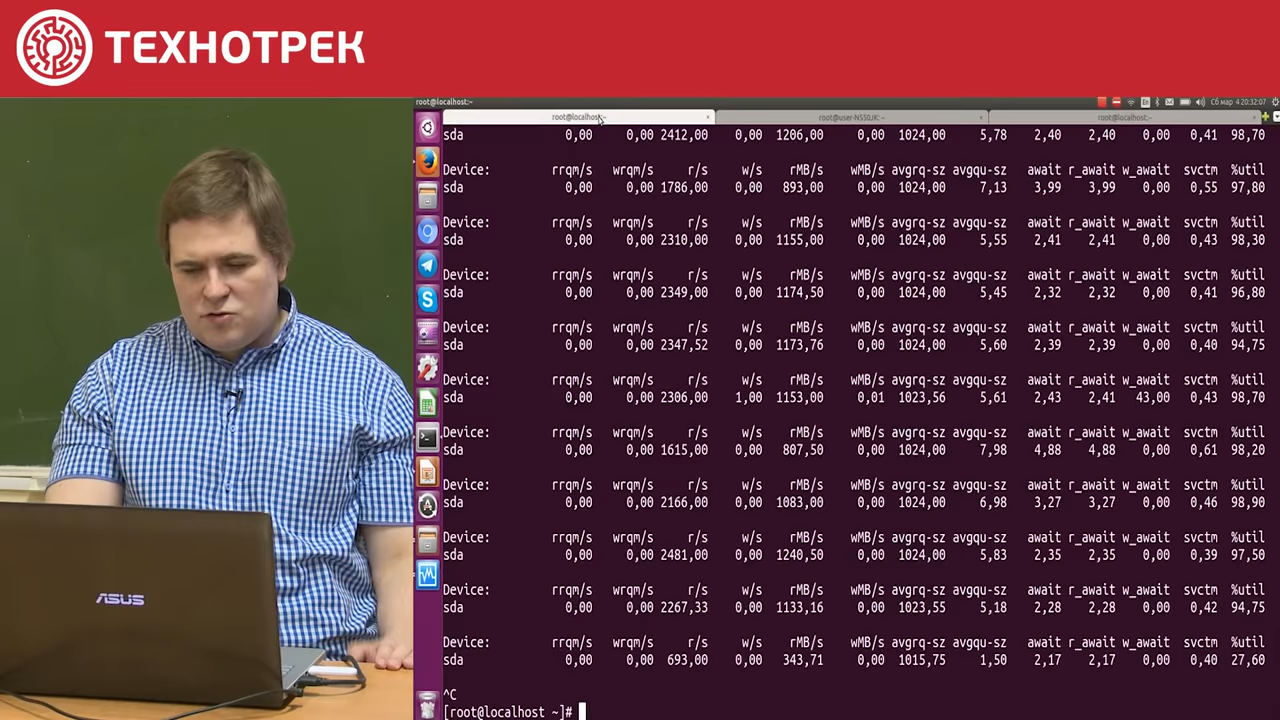 ТЕХНОТРЕК
root@localhost:~
En
Сб мар 4 20:32:07
root@localhost:~ ×
root@user-N550JK: ~ ×
root@localhost:~ ×
sda 0,00 0,00 2412,00 0,00 1206,00 0,00 1024,00 5,78 2,40 2,40 0,00 0,41 98,70
Device: rrqm/s wrqm/s r/s w/s rMB/s wMB/s avgrq-sz avgqu-sz await r_await w_await svctm %util
sda 0,00 0,00 1786,00 0,00 893,00 0,00 1024,00 7,13 3,99 3,99 0,00 0,55 97,80
Device: rrqm/s wrqm/s r/s w/s rMB/s wMB/s avgrq-sz avgqu-sz await r_await w_await svctm %util
sda 0,00 0,00 2310,00 0,00 1155,00 0,00 1024,00 5,55 2,41 2,41 0,00 0,43 98,30
Device: rrqm/s wrqm/s r/s w/s rMB/s wMB/s avgrq-sz avgqu-sz await r_await w_await svctm %util
sda 0,00 0,00 2349,00 0,00 1174,50 0,00 1024,00 5,45 2,32 2,32 0,00 0,41 96,80
Device: rrqm/s wrqm/s r/s w/s rMB/s wMB/s avgrq-sz avgqu-sz await r_await w_await svctm %util
sda 0,00 0,00 2347,52 0,00 1173,76 0,00 1024,00 5,60 2,39 2,39 0,00 0,40 94,75
Device: rrqm/s wrqm/s r/s w/s rMB/s wMB/s avgrq-sz avgqu-sz await r_await w_await svctm %util
sda 0,00 0,00 2306,00 1,00 1153,00 0,01 1023,56 5,61 2,43 2,41 43,00 0,43 98,70
Device: rrqm/s wrqm/s r/s w/s rMB/s wMB/s avgrq-sz avgqu-sz await r_await w_await svctm %util
sda 0,00 0,00 1615,00 0,00 807,50 0,00 1024,00 7,98 4,88 4,88 0,00 0,61 98,20
Device: rrqm/s wrqm/s r/s w/s rMB/s wMB/s avgrq-sz avgqu-sz await r_await w_await svctm %util
sda 0,00 0,00 2166,00 0,00 1083,00 0,00 1024,00 6,98 3,27 3,27 0,00 0,46 98,90
Device: rrqm/s wrqm/s r/s w/s rMB/s wMB/s avgrq-sz avgqu-sz await r_await w_await svctm %util
sda 0,00 0,00 2481,00 0,00 1240,50 0,00 1024,00 5,83 2,35 2,35 0,00 0,39 97,50
Device: rrqm/s wrqm/s r/s w/s rMB/s wMB/s avgrq-sz avgqu-sz await r_await w_await svctm %util
sda 0,00 0,00 2267,33 0,00 1133,16 0,00 1023,55 5,18 2,28 2,28 0,00 0,42 94,75
Device: rrqm/s wrqm/s r/s w/s rMB/s wMB/s avgrq-sz avgqu-sz await r_await w_await svctm %util
sda 0,00 0,00 693,00 0,00 343,71 0,00 1015,75 1,50 2,17 2,17 0,00 0,40 27,60
^C
[root@localhost ~]#
ASUS